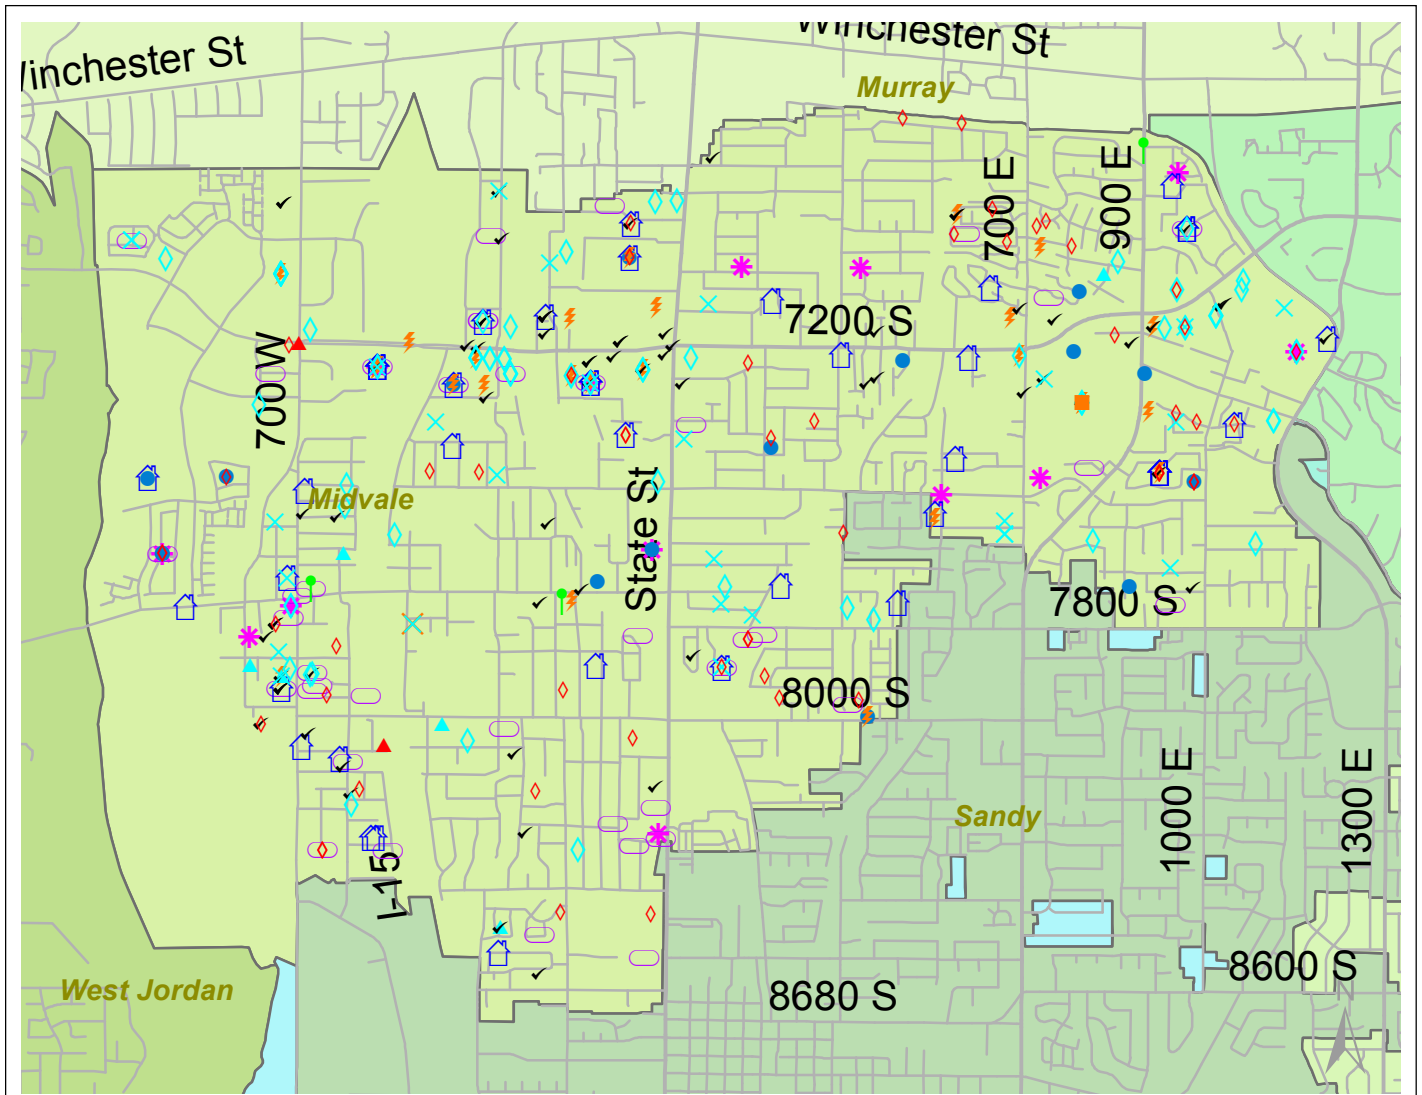 Winchester St
Winchester St
Murray
700 E
900 E
7200 S
700 W
Midvale
State St
7800 S
8000 S
Sandy
1000 E
1300 E
I-15
8600 S
West Jordan
8680 S
N